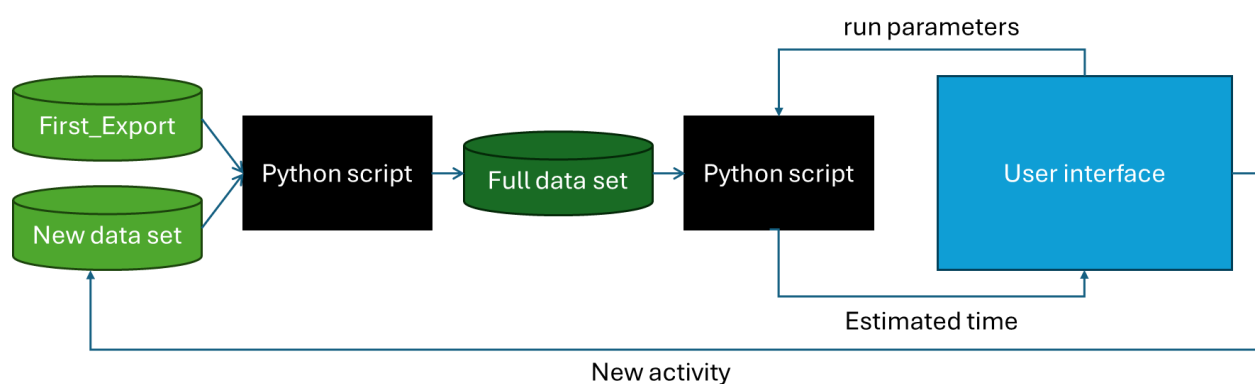 run parameters
First_Export
Python script
Full data set
Python script
User interface
New data set
Estimated time
New activity